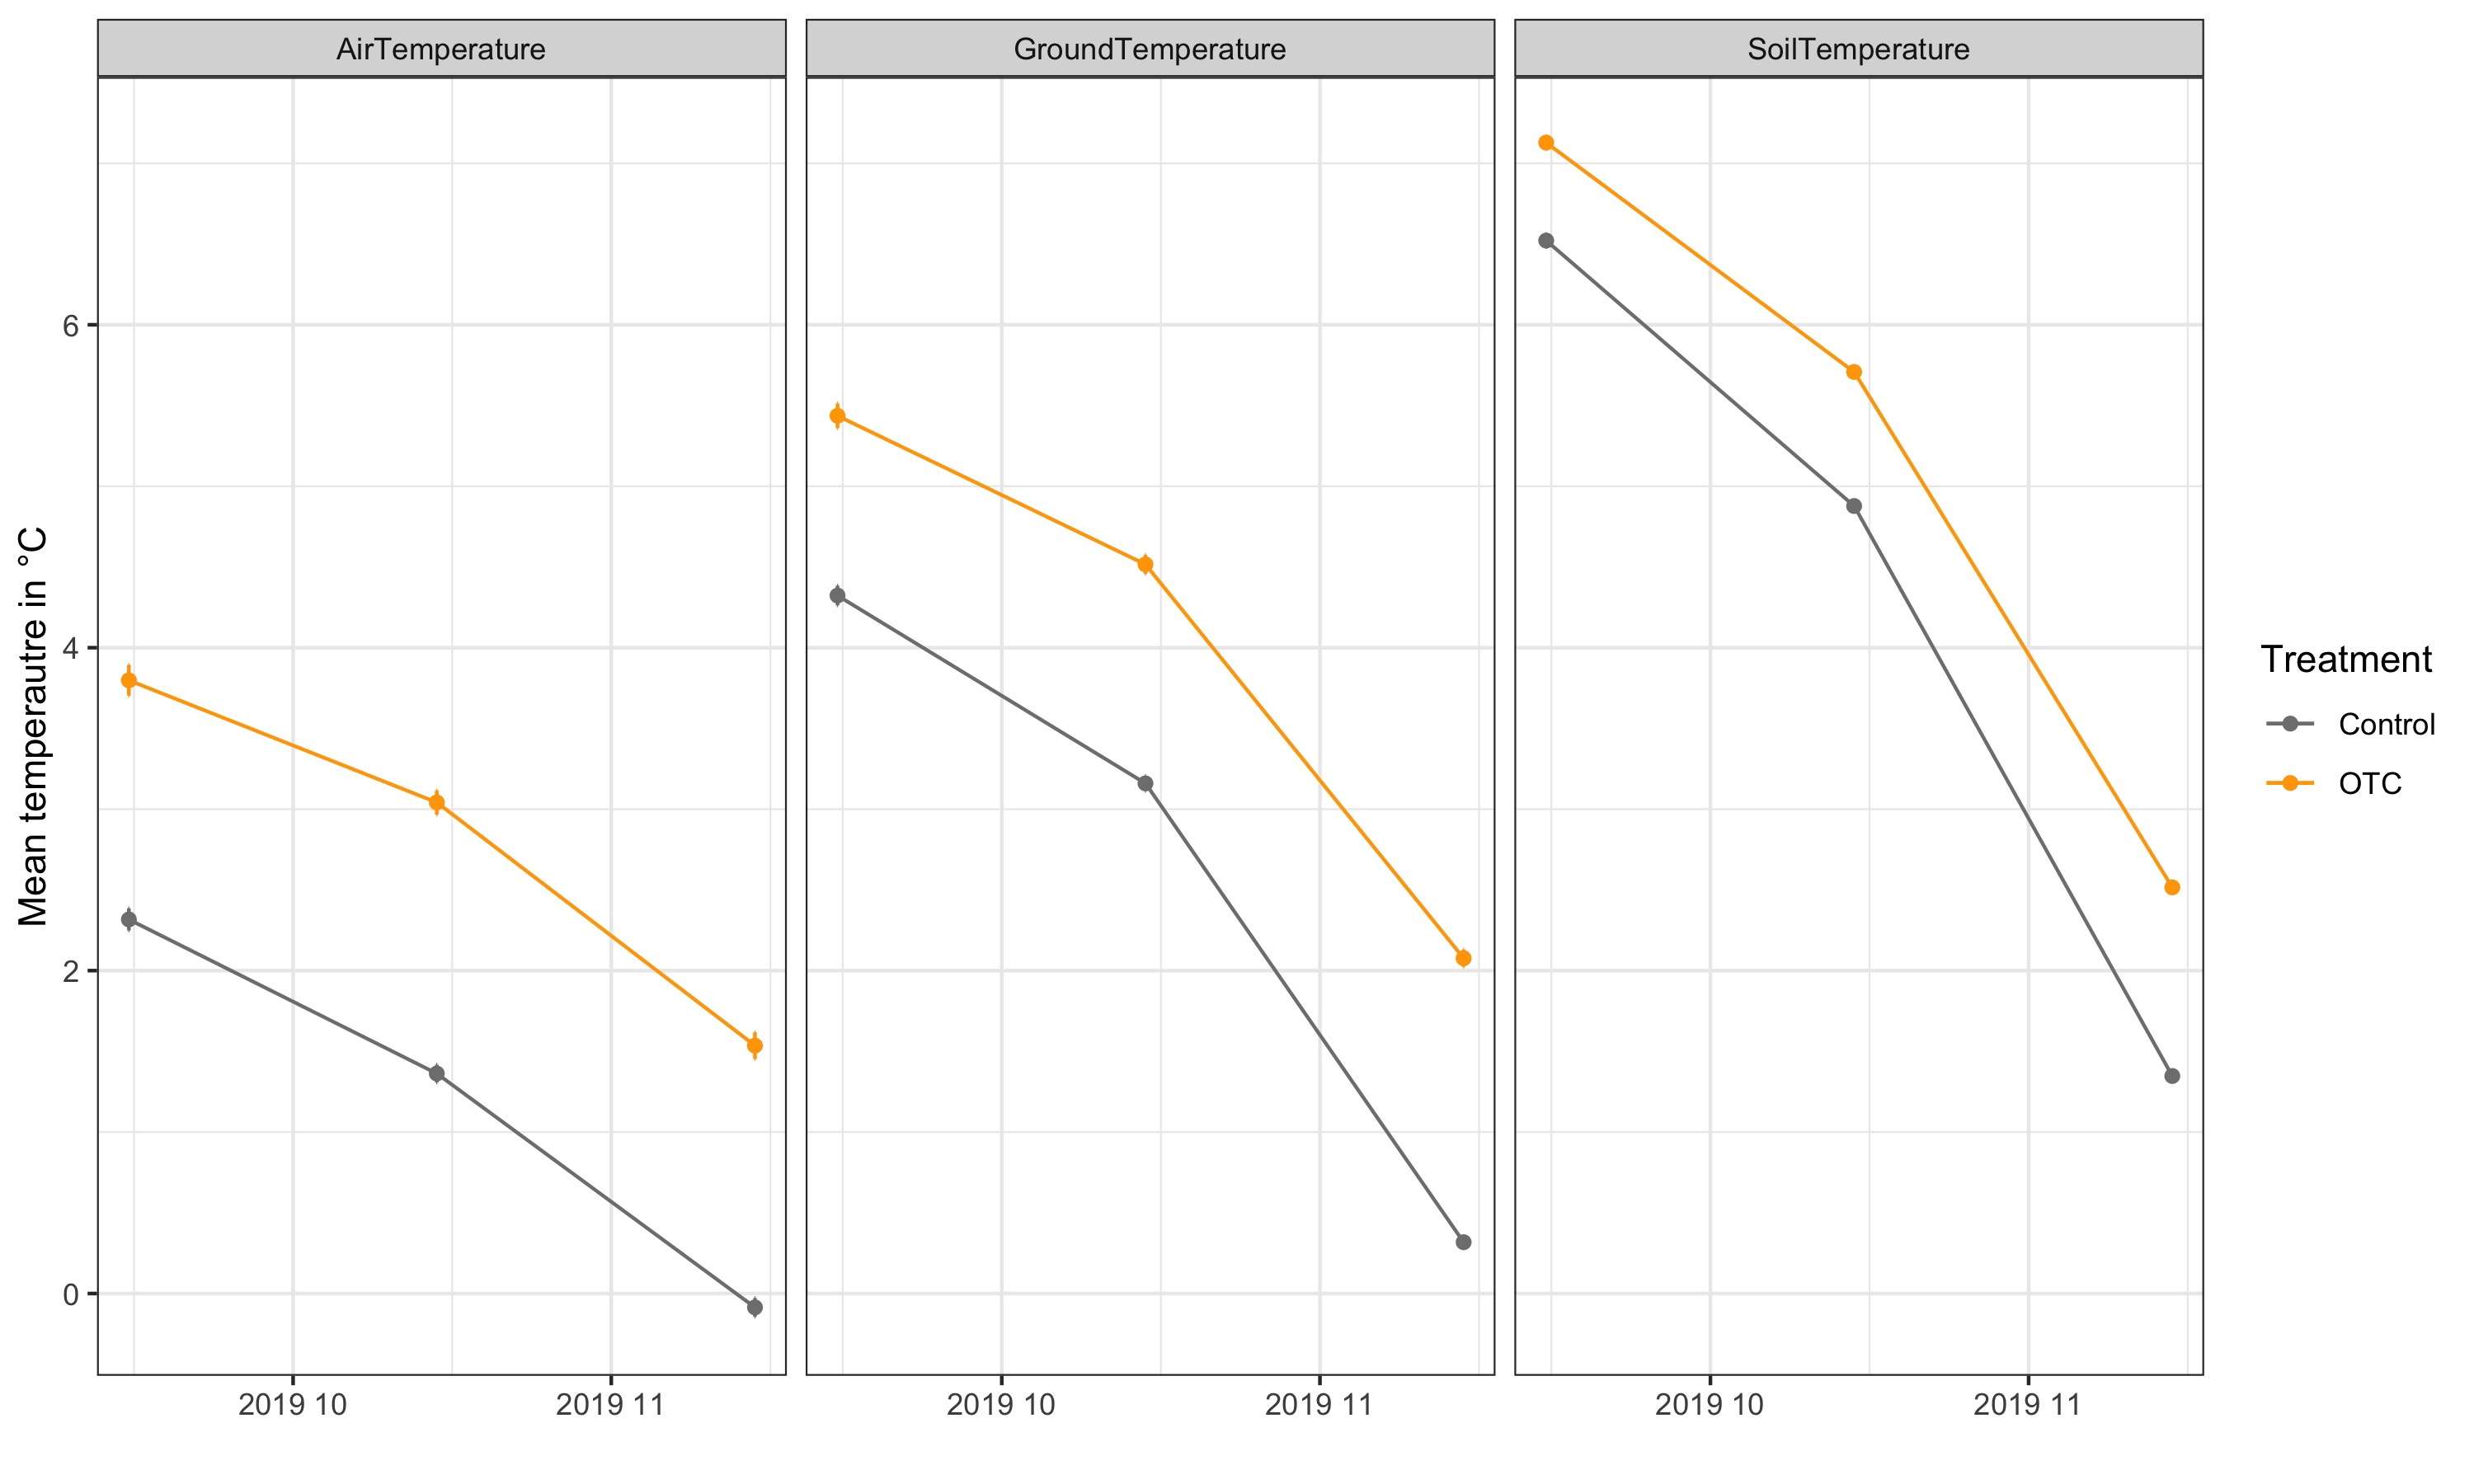 AirTemperature
GroundTemperature
SoilTemperature
Mean temperautre in °C
6
4
2
0
2019 10
2019 11
2019 10
2019 11
2019 10
2019 11
Treatment
Control
OTC